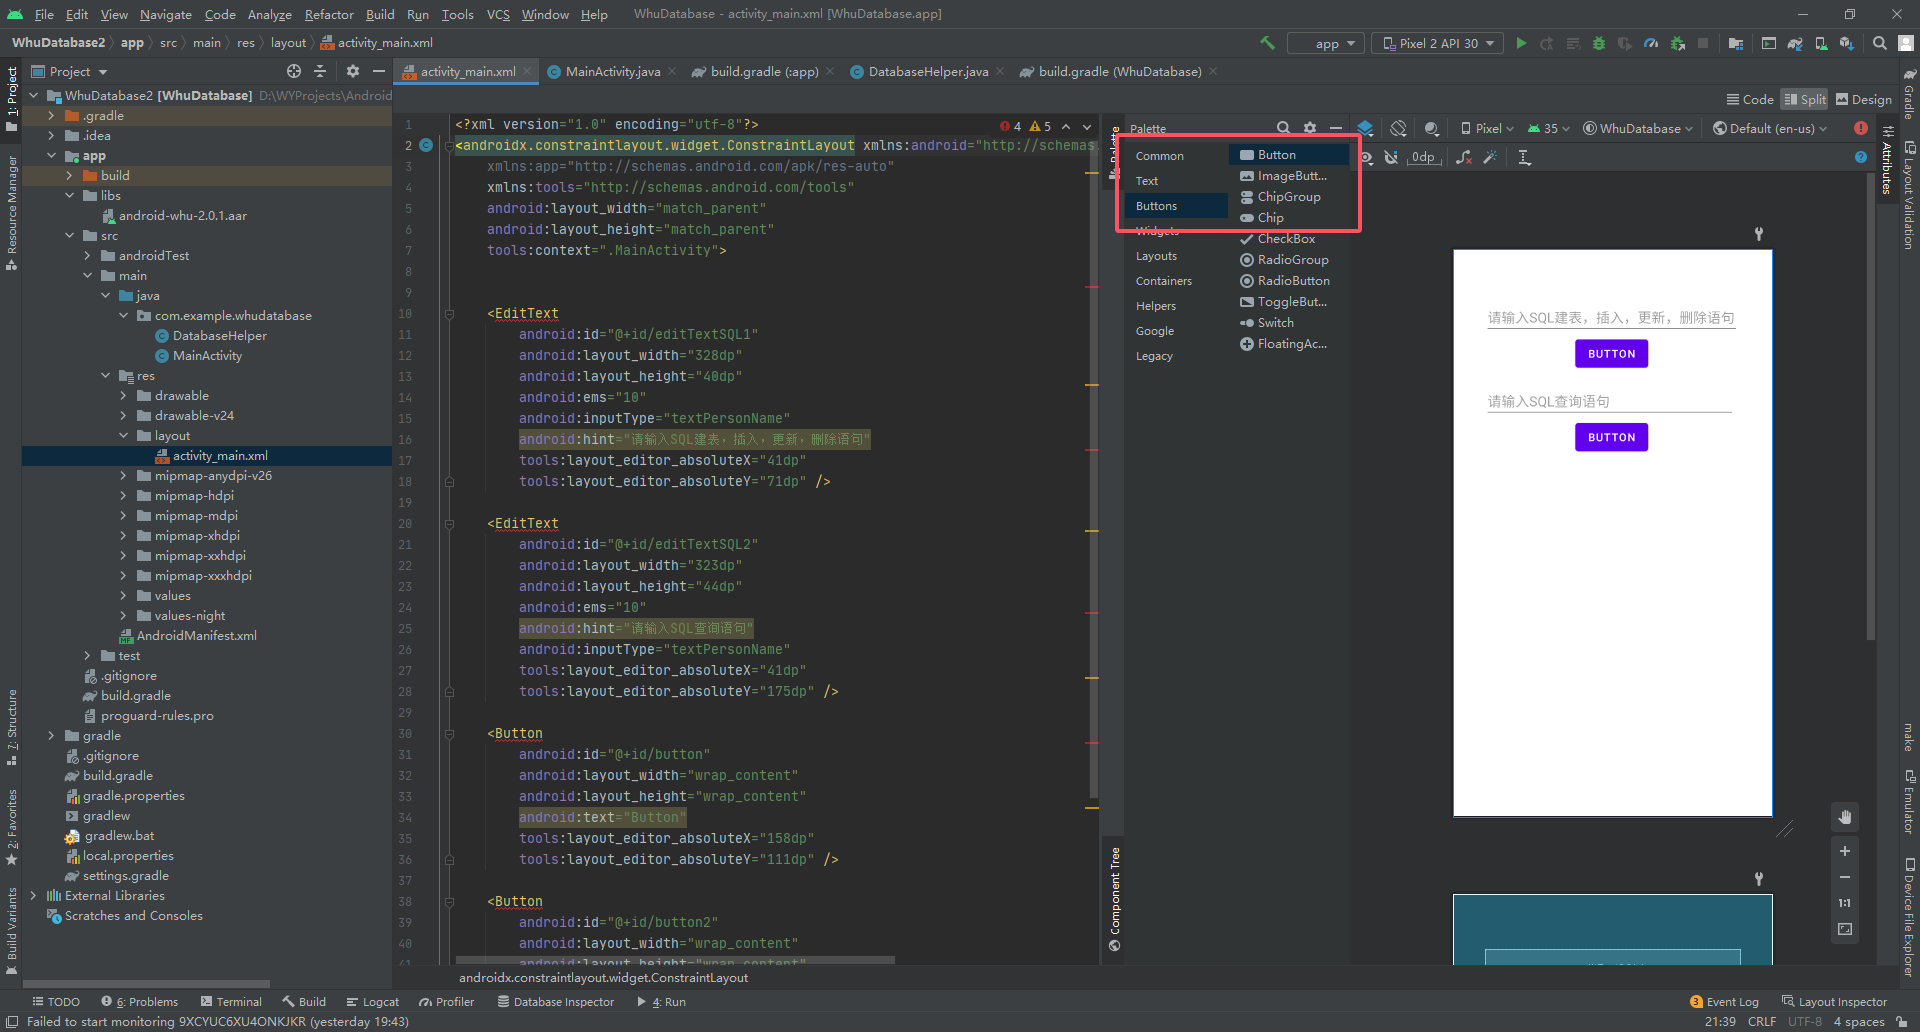 File Edit View Navigate Code Analyze Refactor Build Run Tools VCS Window Help WhuDatabase - activity_main.xml [WhuDatabase.app]
WhuDatabase2 app src main res layout activity_main.xml app Pixel 2 API 30
Project
activity_main.xml MainActivity.java build.gradle (:app) DatabaseHelper.java build.gradle (WhuDatabase)
Code Split Design
1: Project
Resource Manager
7: Structure
2: Favorites
Build Variants
WhuDatabase2 [WhuDatabase] D:\WYProjects\Android
.gradle
.idea
app
build
libs
android-whu-2.0.1.aar
src
androidTest
main
java
com.example.whudatabase
DatabaseHelper
MainActivity
res
drawable
drawable-v24
layout
activity_main.xml
mipmap-anydpi-v26
mipmap-hdpi
mipmap-mdpi
mipmap-xhdpi
mipmap-xxhdpi
mipmap-xxxhdpi
values
values-night
AndroidManifest.xml
test
.gitignore
build.gradle
proguard-rules.pro
gradle
.gitignore
build.gradle
gradle.properties
gradlew
gradlew.bat
local.properties
settings.gradle
External Libraries
Scratches and Consoles
4 5
1 <?xml version="1.0" encoding="utf-8"?>
2 <androidx.constraintlayout.widget.ConstraintLayout xmlns:android="http://schemas.
3 xmlns:app="http://schemas.android.com/apk/res-auto"
4 xmlns:tools="http://schemas.android.com/tools"
5 android:layout_width="match_parent"
6 android:layout_height="match_parent"
7 tools:context=".MainActivity">
8
9
10 <EditText
11 android:id="@+id/editTextSQL1"
12 android:layout_width="328dp"
13 android:layout_height="40dp"
14 android:ems="10"
15 android:inputType="textPersonName"
16 android:hint="请输入SQL建表，插入，更新，删除语句"
17 tools:layout_editor_absoluteX="41dp"
18 tools:layout_editor_absoluteY="71dp" />
19
20 <EditText
21 android:id="@+id/editTextSQL2"
22 android:layout_width="323dp"
23 android:layout_height="44dp"
24 android:ems="10"
25 android:hint="请输入SQL查询语句"
26 android:inputType="textPersonName"
27 tools:layout_editor_absoluteX="41dp"
28 tools:layout_editor_absoluteY="175dp" />
29
30 <Button
31 android:id="@+id/button"
32 android:layout_width="wrap_content"
33 android:layout_height="wrap_content"
34 android:text="Button"
35 tools:layout_editor_absoluteX="158dp"
36 tools:layout_editor_absoluteY="111dp" />
37
38 <Button
39 android:id="@+id/button2"
40 android:layout_width="wrap_content"
41 android:layout_height="wrap_content"
androidx.constraintlayout.widget.ConstraintLayout
Palette
Palette
Component Tree
Common
Text
Buttons
Widgets
Layouts
Containers
Helpers
Google
Legacy
Button
ImageButt...
ChipGroup
Chip
CheckBox
RadioGroup
RadioButton
ToggleBut...
Switch
FloatingAc...
Pixel 35 WhuDatabase Default (en-us)
0dp
请输入SQL建表，插入，更新，删除语句
BUTTON
请输入SQL查询语句
BUTTON
1:1
Attributes
Gradle
Layout Validation
make
Emulator
Device File Explorer
TODO 6: Problems Terminal Build Logcat Profiler Database Inspector 4: Run 3 Event Log Layout Inspector
Failed to start monitoring 9XCYUC6XU4ONKJKR (yesterday 19:43) 21:39 CRLF UTF-8 4 spaces